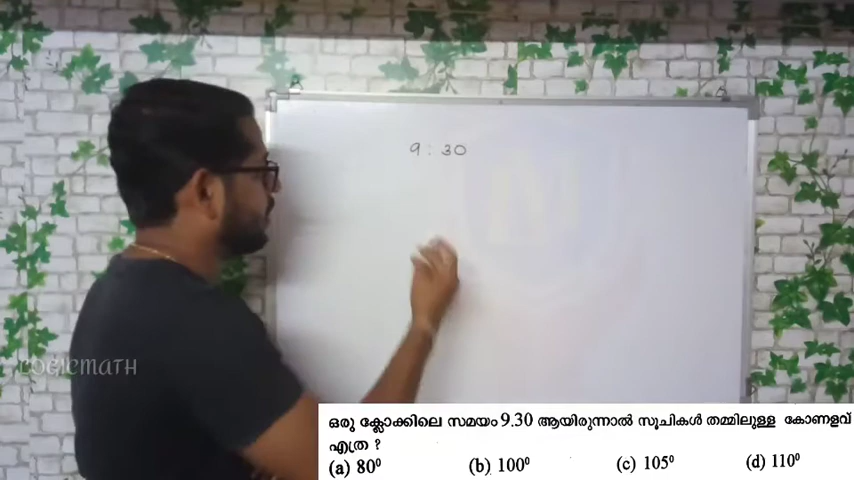 9 : 30
LOGICMATH
ഒരു ക്ലോക്കിലെ സമയം 9.30 ആയിരുന്നാൽ സൂചികൾ തമ്മിലുള്ള കോണളവ്
എത്ര ?
(a) 80⁰ (b) 100⁰ (c) 105⁰ (d) 110⁰